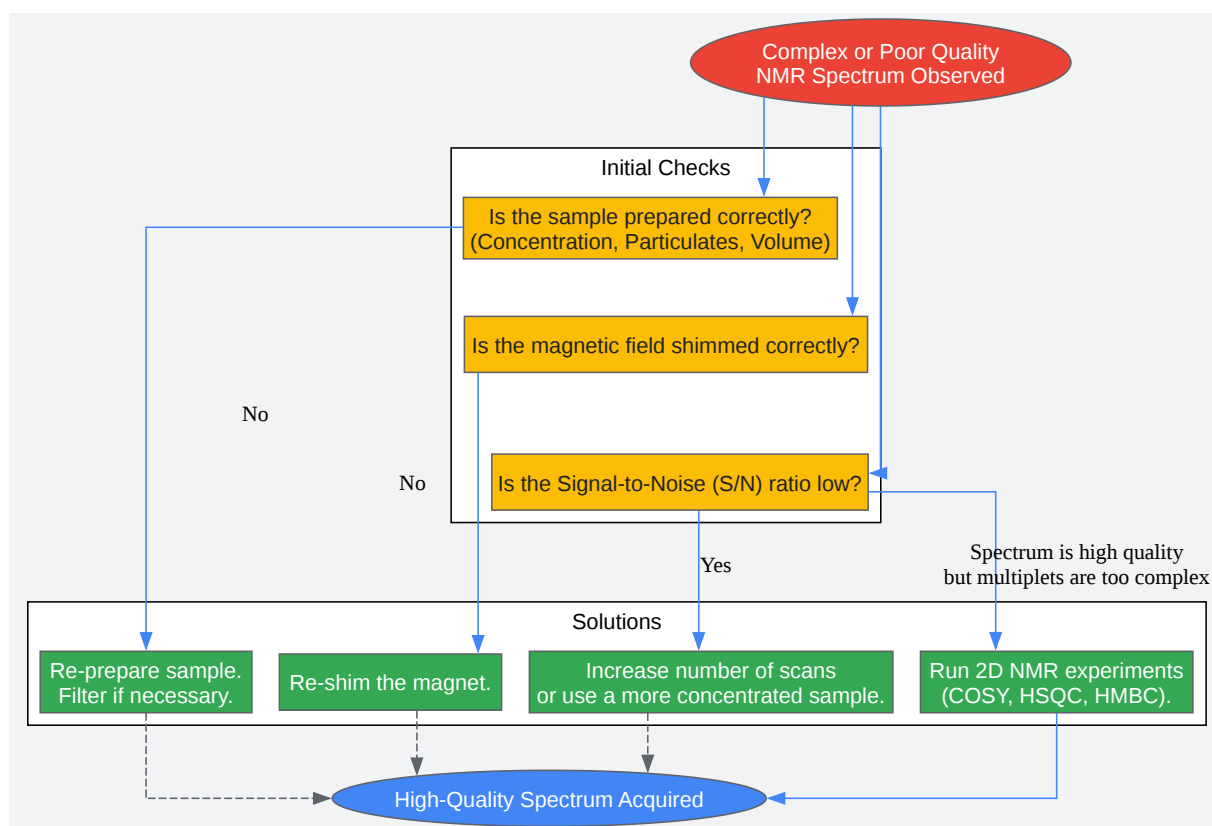 Complex or Poor Quality
NMR Spectrum Observed
Initial Checks
Is the sample prepared correctly?
(Concentration, Particulates, Volume)
Is the magnetic field shimmed correctly?
No
No
Is the Signal-to-Noise (S/N) ratio low?
Yes
Spectrum is high quality
but multiplets are too complex
Solutions
Re-prepare sample.
Filter if necessary.
Re-shim the magnet.
Increase number of scans
or use a more concentrated sample.
Run 2D NMR experiments
(COSY, HSQC, HMBC).
High-Quality Spectrum Acquired